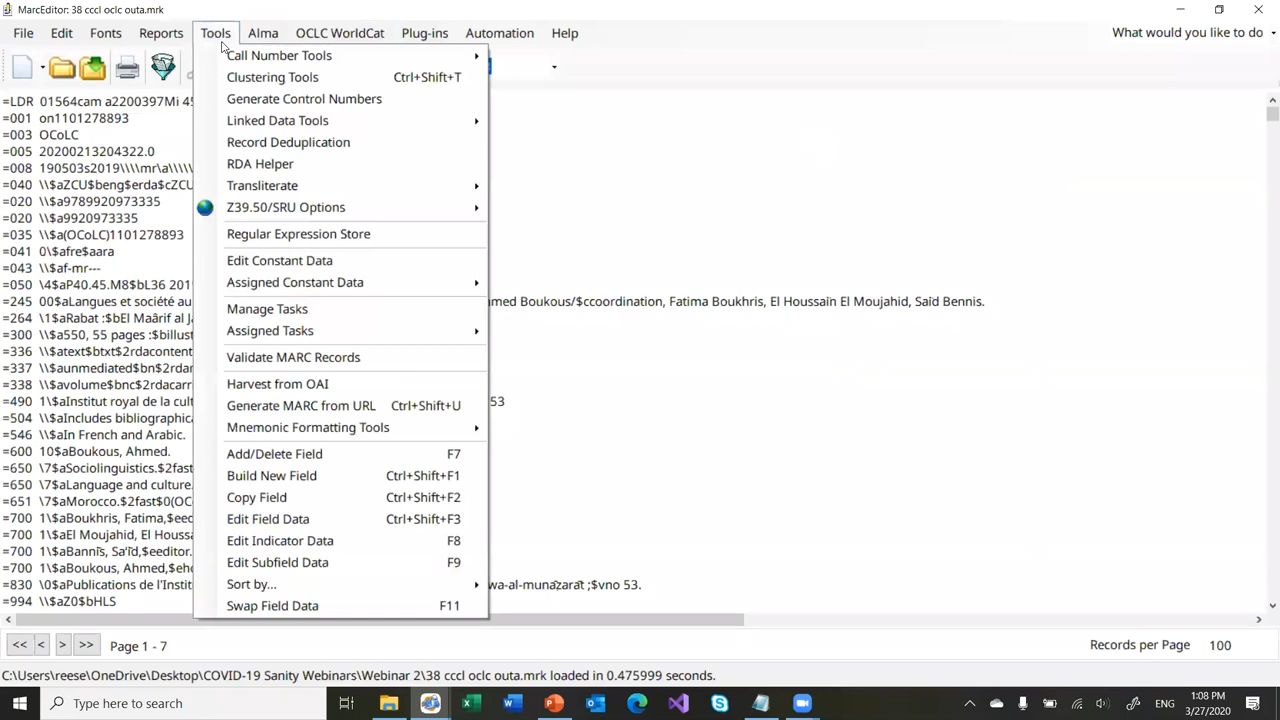 MarcEditor: 38 cccl oclc outa.mrk
File Edit Fonts Reports Tools Alma OCLC WorldCat Plug-ins Automation Help What would you like to do
Call Number Tools
Clustering Tools Ctrl+Shift+T
Generate Control Numbers
Linked Data Tools
Record Deduplication
RDA Helper
Transliterate
Z39.50/SRU Options
Regular Expression Store
Edit Constant Data
Assigned Constant Data
Manage Tasks
Assigned Tasks
Validate MARC Records
Harvest from OAI
Generate MARC from URL Ctrl+Shift+U
Mnemonic Formatting Tools
Add/Delete Field F7
Build New Field Ctrl+Shift+F1
Copy Field Ctrl+Shift+F2
Edit Field Data Ctrl+Shift+F3
Edit Indicator Data F8
Edit Subfield Data F9
Sort by...
Swap Field Data F11
=LDR 01564cam a2200397Mi 45
=001 on1101278893
=003 OCoLC
=005 20200213204322.0
=008 190503s2019\\\\mr\a\\\\\
=040 \\$aZCU$beng$erda$cZCU
=020 \\$a9789920973335
=020 \\$a9920973335
=035 \\$a(OCoLC)1101278893
=041 0\$afre$aara
=043 \\$af-mr---
=050 \4$aP40.45.M8$bL36 201
=245 00$aLangues et société au med Boukous/$ccoordination, Fatima Boukhris, El Houssaïn El Moujahid, Saïd Bennis.
=264 \1$aRabat :$bEl Maârif al Ja
=300 \\$a550, 55 pages :$billust
=336 \\$atext$btxt$2rdacontent
=337 \\$aunmediated$bn$2rdam
=338 \\$avolume$bnc$2rdacarr
=490 1\$aInstitut royal de la cult 53
=504 \\$aIncludes bibliographica
=546 \\$aIn French and Arabic.
=600 10$aBoukous, Ahmed.
=650 \7$aSociolinguistics.$2fast
=650 \7$aLanguage and culture.
=651 \7$aMorocco.$2fast$0(OC
=700 1\$aBoukhris, Fatima,$eed
=700 1\$aEl Moujahid, El Houssa
=700 1\$aBannīs, Saʻīd,$eeditor.
=700 1\$aBoukous, Ahmed,$eh
=830 \0$aPublications de l'Instit wa-al-munaẓarat ;$vno 53.
=994 \\$aZ0$bHLS
<< < > >> Page 1 - 7 Records per Page 100
C:\Users\reese\OneDrive\Desktop\COVID-19 Sanity Webinars\Webinar 2\38 cccl oclc outa.mrk loaded in 0.475999 seconds.
Type here to search
1:08 PM
3/27/2020